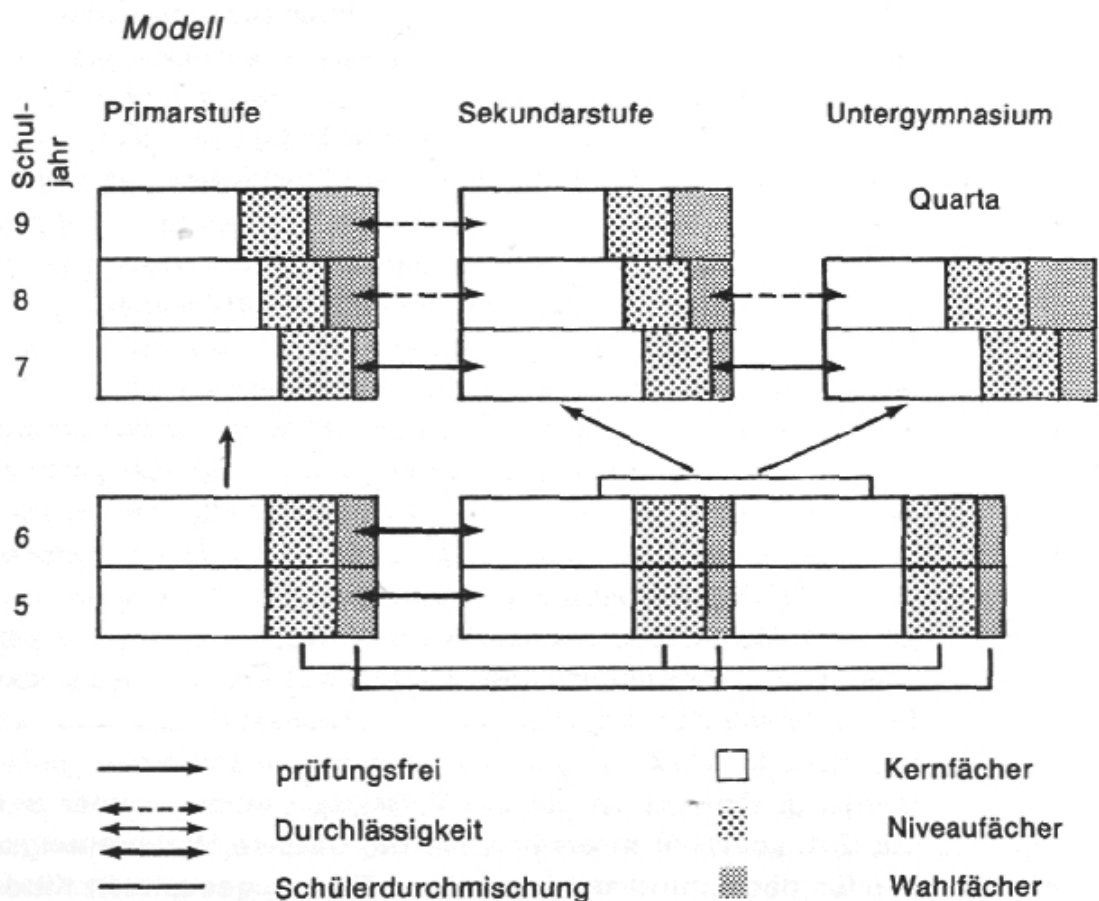 Modell
Schul-
jahr
Primarstufe
Sekundarstufe
Untergymnasium
Quarta
9
8
7
6
5
prüfungsfrei
Durchlässigkeit
Schülerdurchmischung
Kernfächer
Niveaufächer
Wahlfächer